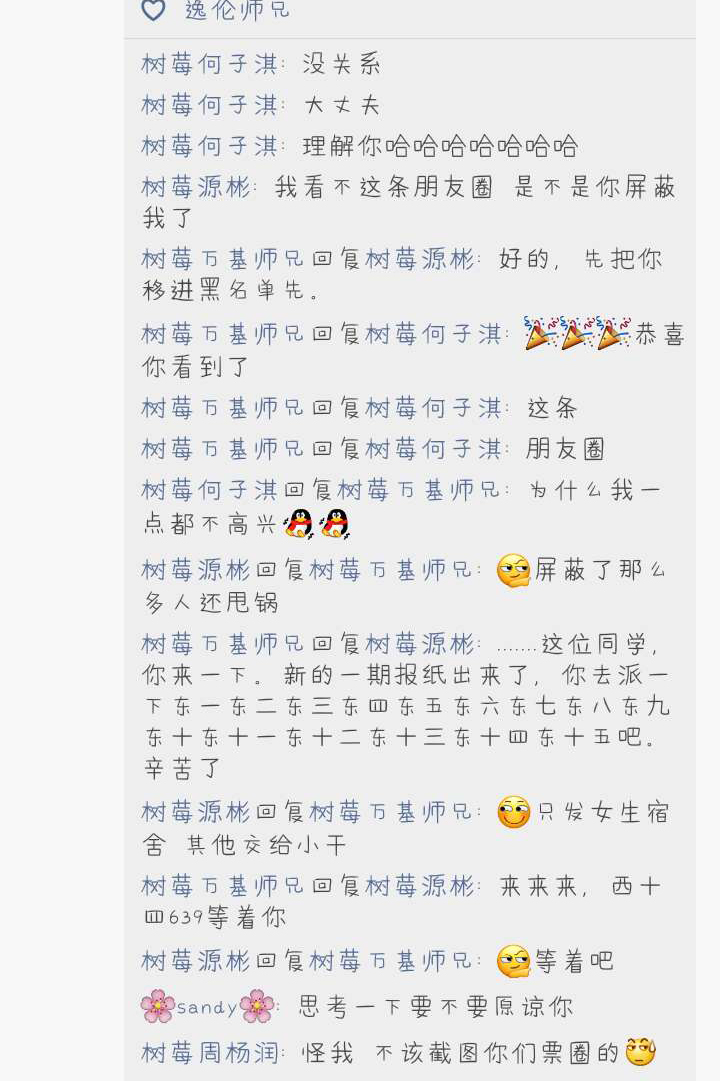 逸伦师兄
树莓何子淇: 没关系
树莓何子淇: 大丈夫
树莓何子淇: 理解你哈哈哈哈哈哈哈
树莓源彬: 我看不这条朋友圈 是不是你屏蔽
我了
树莓万基师兄回复树莓源彬: 好的, 先把你
移进黑名单先。
树莓万基师兄回复树莓何子淇: 🎉🎉🎉恭喜
你看到了
树莓万基师兄回复树莓何子淇: 这条
树莓万基师兄回复树莓何子淇: 朋友圈
树莓何子淇回复树莓万基师兄: 为什么我一
点都不高兴
树莓源彬回复树莓万基师兄: 屏蔽了那么
多人还甩锅
树莓万基师兄回复树莓源彬: .......这位同学,
你来一下。新的一期报纸出来了, 你去派一
下东一东二东三东四东五东六东七东八东九
东十东十一东十二东十三东十四东十五吧。
辛苦了
树莓源彬回复树莓万基师兄: 只发女生宿
舍 其他交给小干
树莓万基师兄回复树莓源彬: 来来来, 西十
四639等着你
树莓源彬回复树莓万基师兄: 等着吧
🌸sandy🌸: 思考一下要不要原谅你
树莓周杨润: 怪我 不该截图你们票圈的